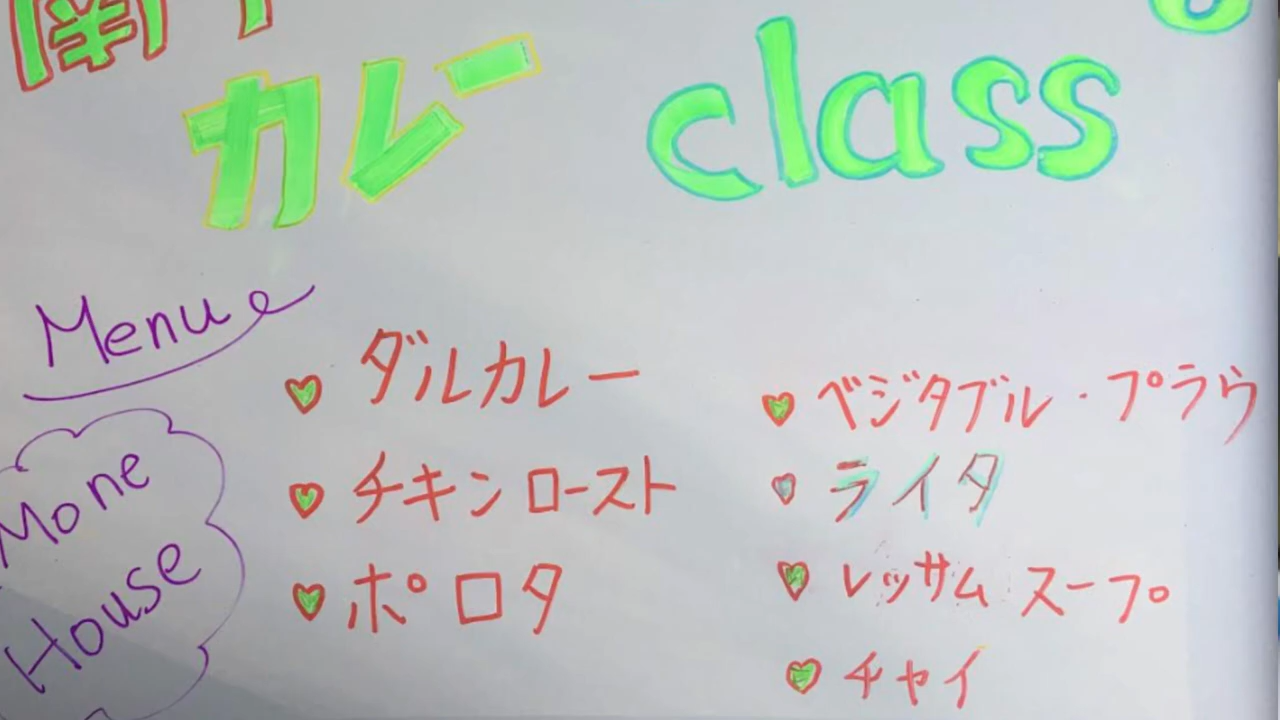 カレー class
Menu
ダルカレー
チキンロースト
ポロタ
ベジタブル・プラウ
ライタ
レッサム スープ
チャイ
Mone
House